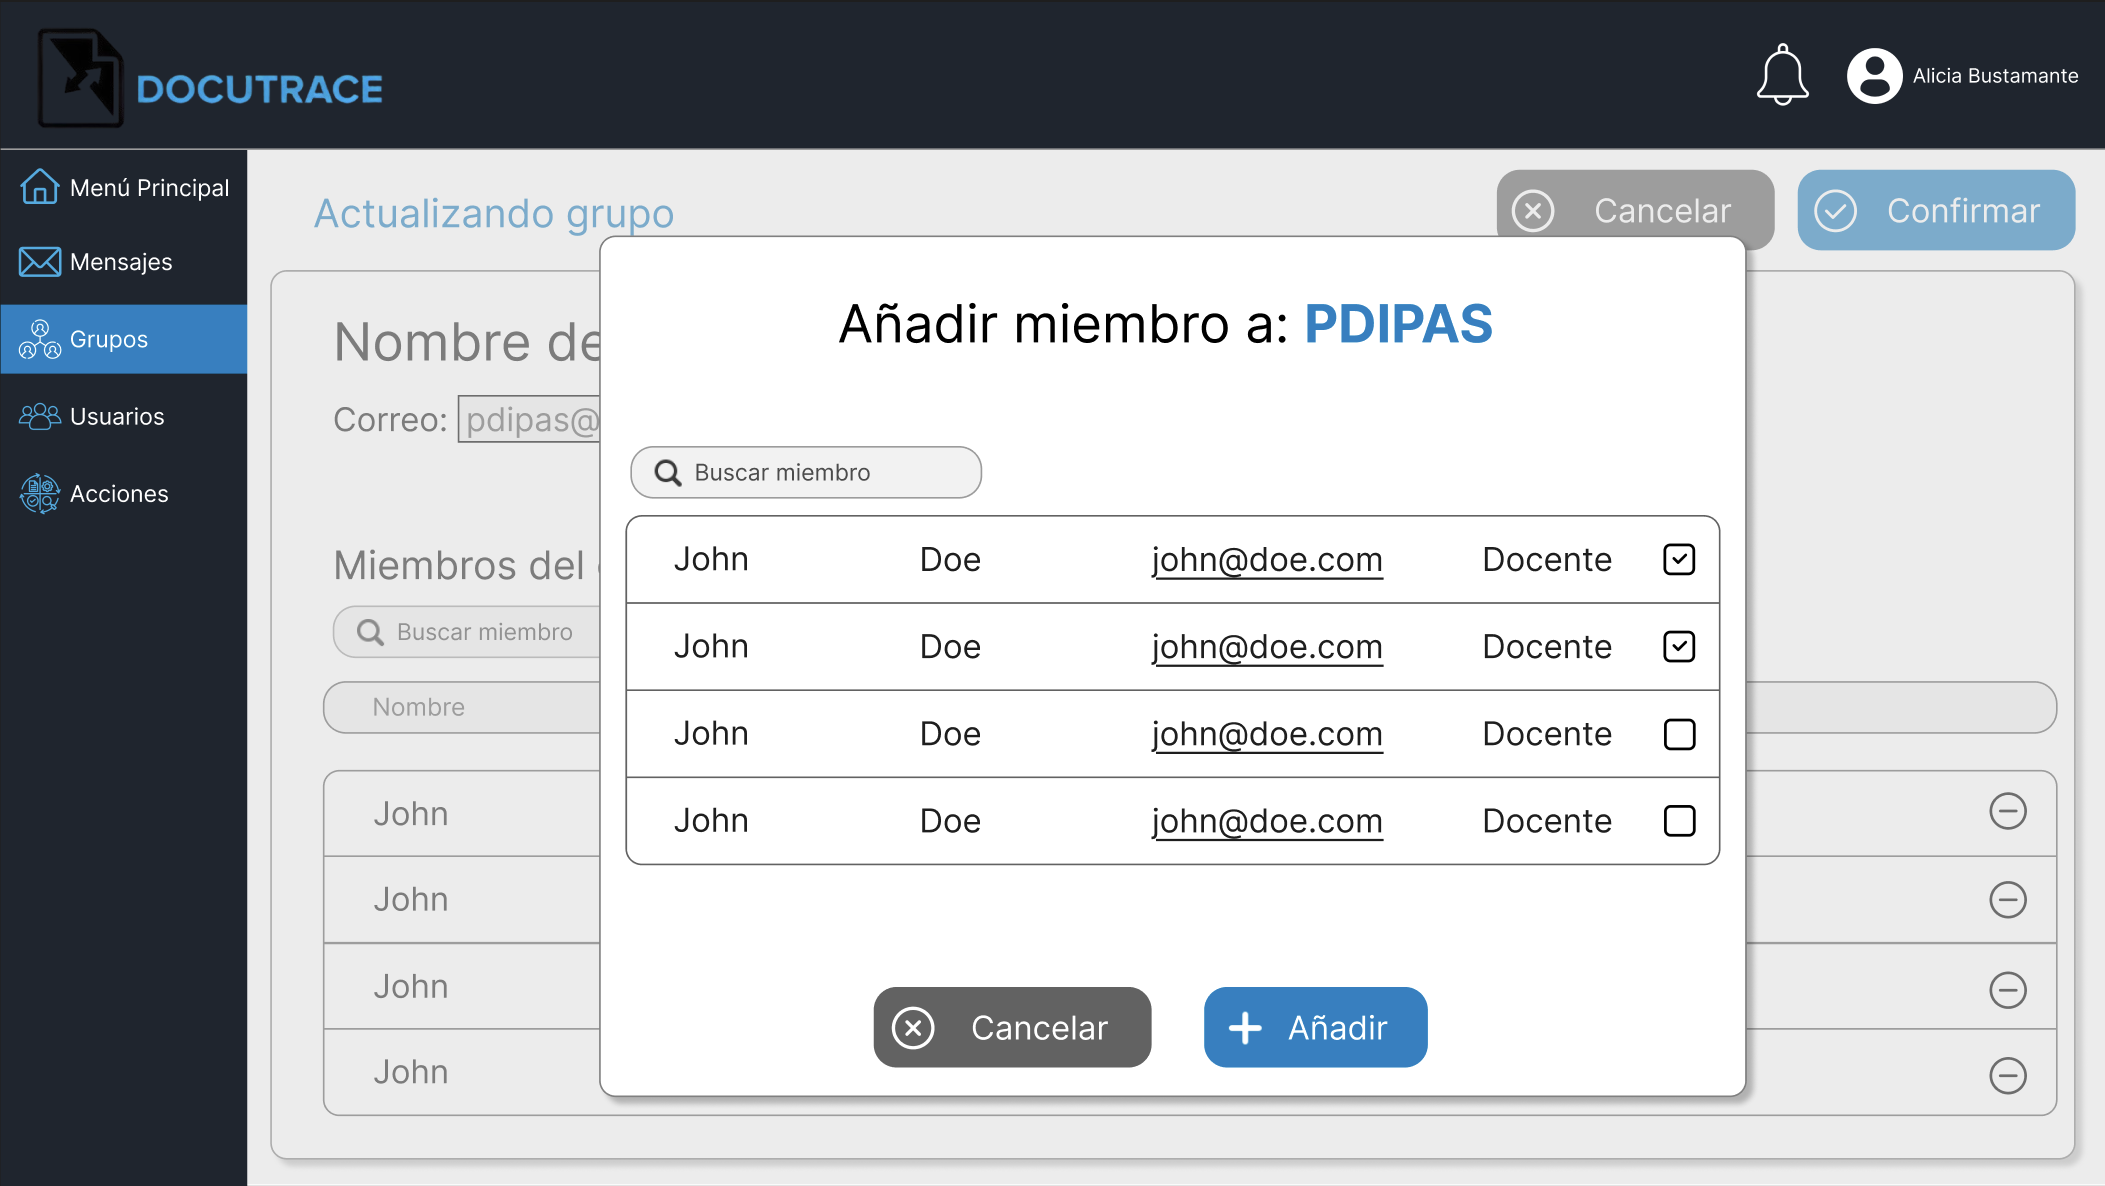 DOCUTRACE
Alicia Bustamante
Menú Principal
Mensajes
Grupos
Usuarios
Acciones
Actualizando grupo
Cancelar
Confirmar
Nombre de
Correo: pdipas@
Miembros del
Buscar miembro
Nombre
John
John
John
John
Añadir miembro a: PDIPAS
Buscar miembro
John Doe john@doe.com Docente
John Doe john@doe.com Docente
John Doe john@doe.com Docente
John Doe john@doe.com Docente
Cancelar
Añadir